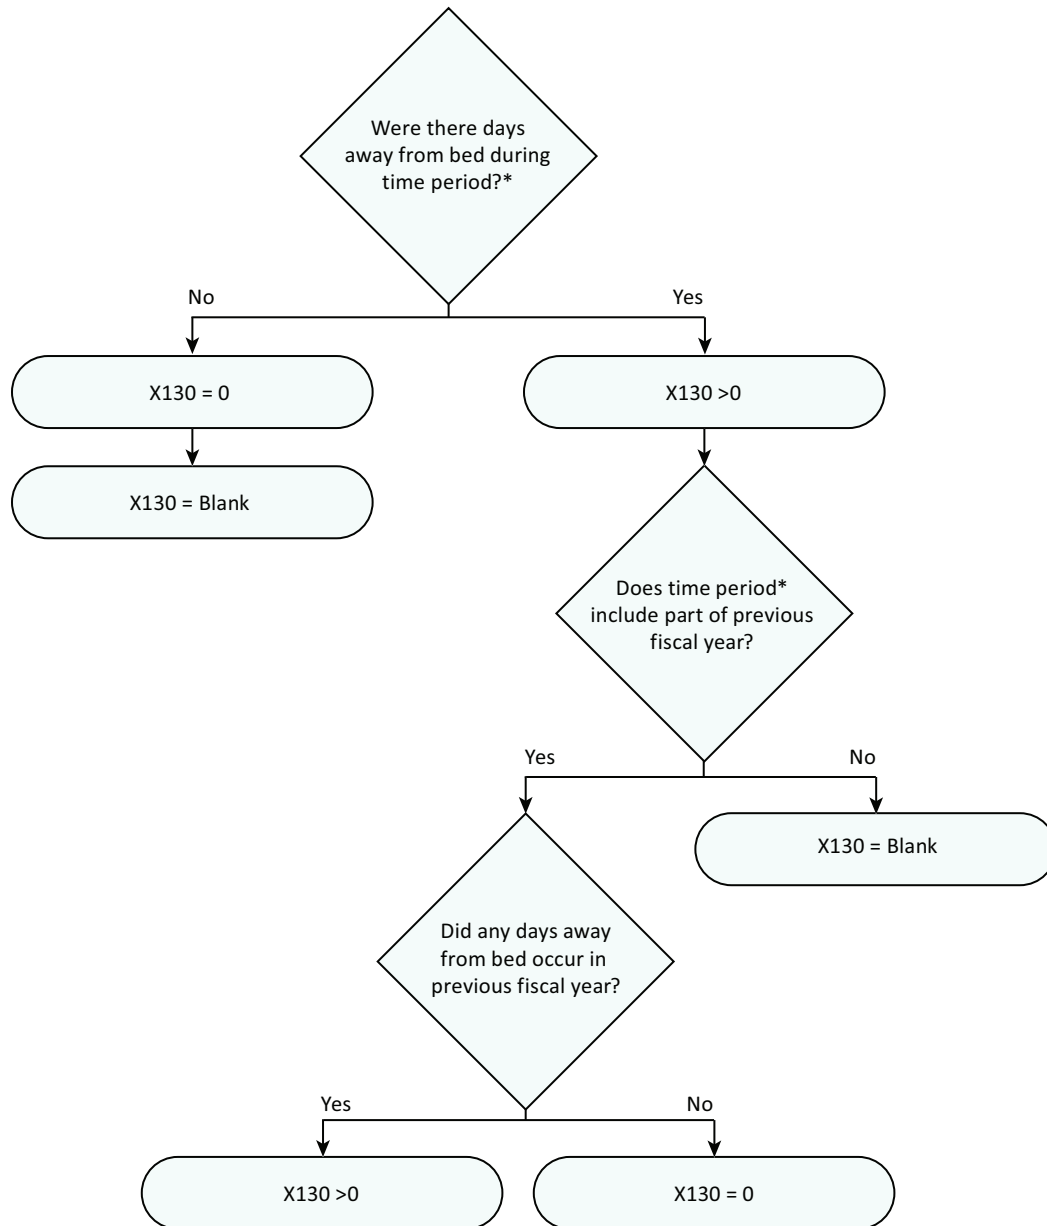 Were there days
away from bed during
time period?*
No
Yes
X130 = 0
X130 >0
X130 = Blank
Does time period*
include part of previous
fiscal year?
Yes
No
X130 = Blank
Did any days away
from bed occur in
previous fiscal year?
Yes
No
X130 >0
X130 = 0